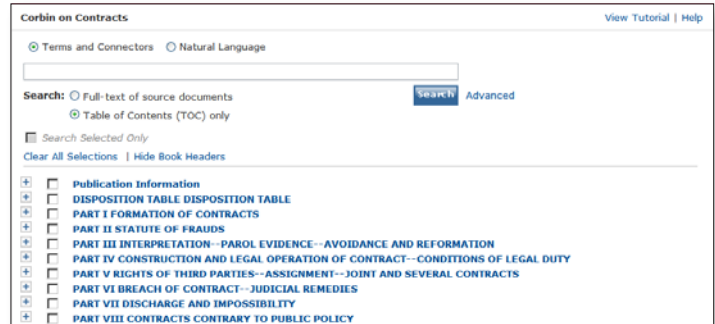 Corbin on Contracts View Tutorial | Help
Terms and Connectors Natural Language
Search: Full-text of source documents Search Advanced
Table of Contents (TOC) only
Search Selected Only
Clear All Selections | Hide Book Headers
Publication Information
DISPOSITION TABLE DISPOSITION TABLE
PART I FORMATION OF CONTRACTS
PART II STATUTE OF FRAUDS
PART III INTERPRETATION--PAROL EVIDENCE--AVOIDANCE AND REFORMATION
PART IV CONSTRUCTION AND LEGAL OPERATION OF CONTRACT--CONDITIONS OF LEGAL DUTY
PART V RIGHTS OF THIRD PARTIES--ASSIGNMENT--JOINT AND SEVERAL CONTRACTS
PART VI BREACH OF CONTRACT--JUDICIAL REMEDIES
PART VII DISCHARGE AND IMPOSSIBILITY
PART VIII CONTRACTS CONTRARY TO PUBLIC POLICY